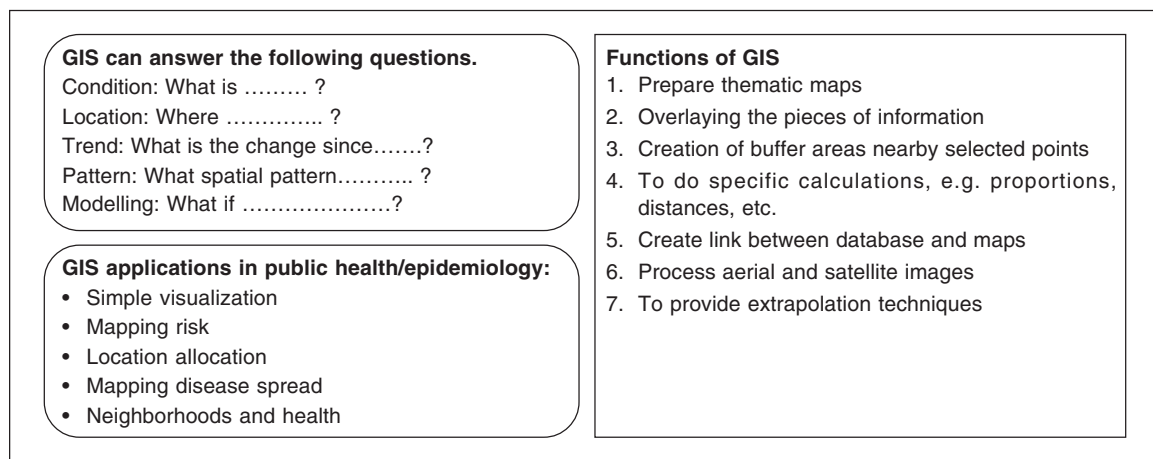 GIS can answer the following questions.
Condition: What is ……… ?
Location: Where ………….. ?
Trend: What is the change since…….?
Pattern: What spatial pattern……….. ?
Modelling: What if …………………?
GIS applications in public health/epidemiology:
• Simple visualization
• Mapping risk
• Location allocation
• Mapping disease spread
• Neighborhoods and health
Functions of GIS
1. Prepare thematic maps
2. Overlaying the pieces of information
3. Creation of buffer areas nearby selected points
4. To do specific calculations, e.g. proportions,
distances, etc.
5. Create link between database and maps
6. Process aerial and satellite images
7. To provide extrapolation techniques